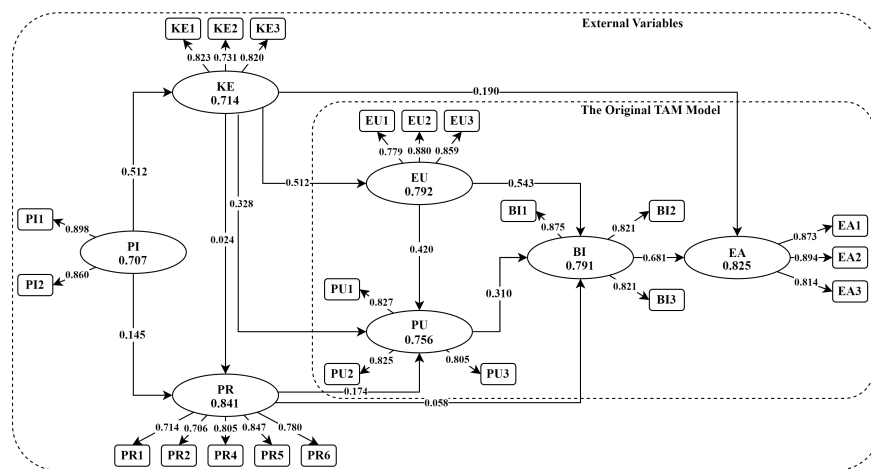 External Variables
KE1 KE2 KE3
0.823 0.731 0.820
KE
0.714
0.190
The Original TAM Model
EU1 EU2 EU3
0.779 0.880 0.859
EU
0.792
0.512
0.512
0.328
0.543
0.420
0.024
PI1
0.898
PI
0.707
PI2
0.860
0.145
BI1
0.875
BI2
0.821
BI
0.791
0.821
BI3
0.681
0.310
EA
0.825
0.873
EA1
0.894
EA2
0.814
EA3
PU1
0.827
PU
0.756
PU2
0.825
0.805
PU3
PR
0.841
0.174
0.058
0.714 0.706 0.805 0.847 0.780
PR1 PR2 PR4 PR5 PR6